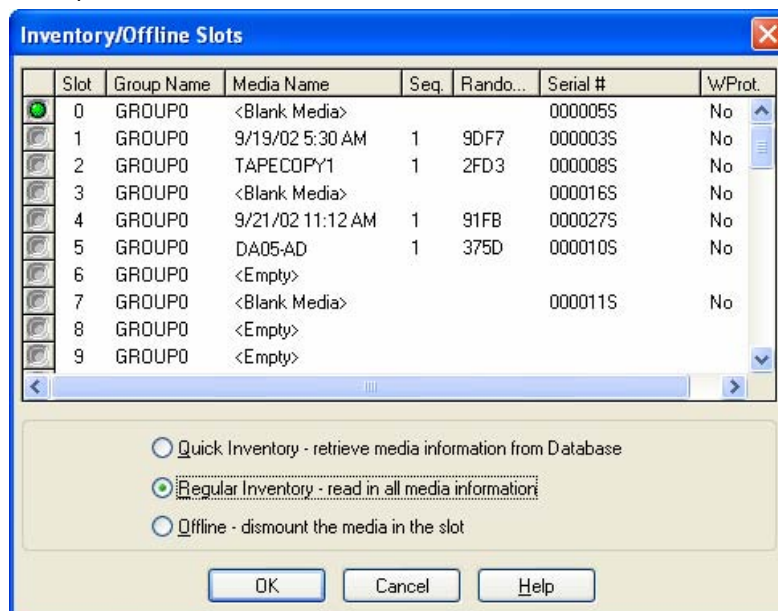 Inventory/Offline Slots
Slot Group Name Media Name Seq. Rando... Serial # WProt.
0 GROUP0 <Blank Media> 000005S No
1 GROUP0 9/19/02 5:30 AM 1 9DF7 000003S No
2 GROUP0 TAPECOPY1 1 2FD3 000008S No
3 GROUP0 <Blank Media> 000016S No
4 GROUP0 9/21/02 11:12 AM 1 91FB 000027S No
5 GROUP0 DA05-AD 1 375D 000010S No
6 GROUP0 <Empty>
7 GROUP0 <Blank Media> 000011S No
8 GROUP0 <Empty>
9 GROUP0 <Empty>
Quick Inventory - retrieve media information from Database
Regular Inventory - read in all media information
Offline - dismount the media in the slot
OK Cancel Help